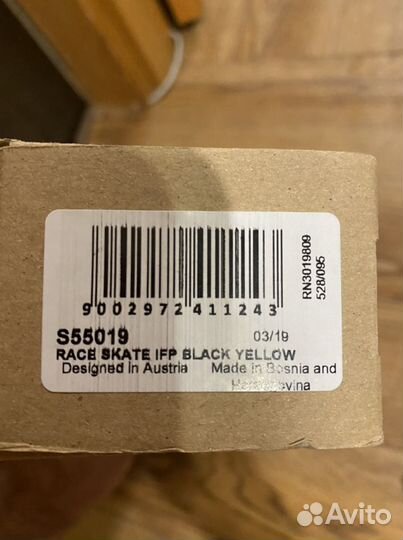 9002972411243
S55019 03/19
RACE SKATE IFP BLACK YELLOW
Designed in Austria Made in Bosnia and
Herzegovina
RN3019809
528/095
Avito